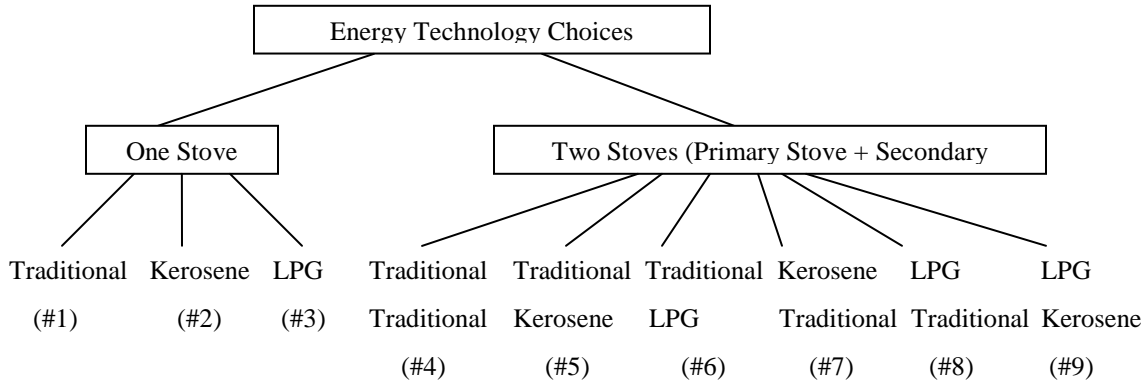 Energy Technology Choices
One Stove
Two Stoves (Primary Stove + Secondary
Traditional Kerosene LPG Traditional Traditional Traditional Kerosene LPG LPG
(#1) (#2) (#3) Traditional Kerosene LPG Traditional Traditional Kerosene
(#4) (#5) (#6) (#7) (#8) (#9)